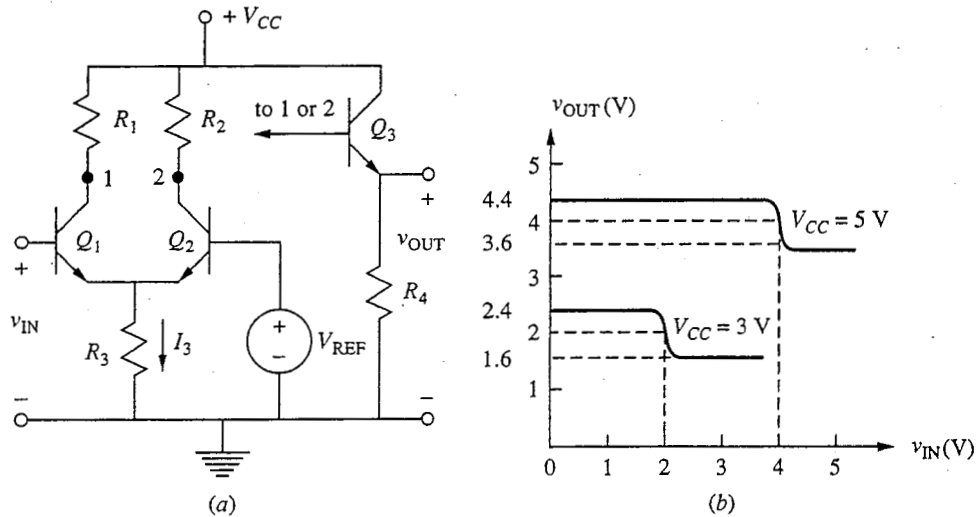 + V_CC
R_1
R_2
to 1 or 2
Q_3
1
2
+
Q_1
Q_2
+
v_OUT
v_IN
R_3
I_3
+
−
V_REF
R_4
−
−
(a)
v_OUT (V)
5
4.4
4
V_CC = 5 V
3.6
3
2.4
2
V_CC = 3 V
1.6
1
0
0
1
2
3
4
5
v_IN (V)
(b)